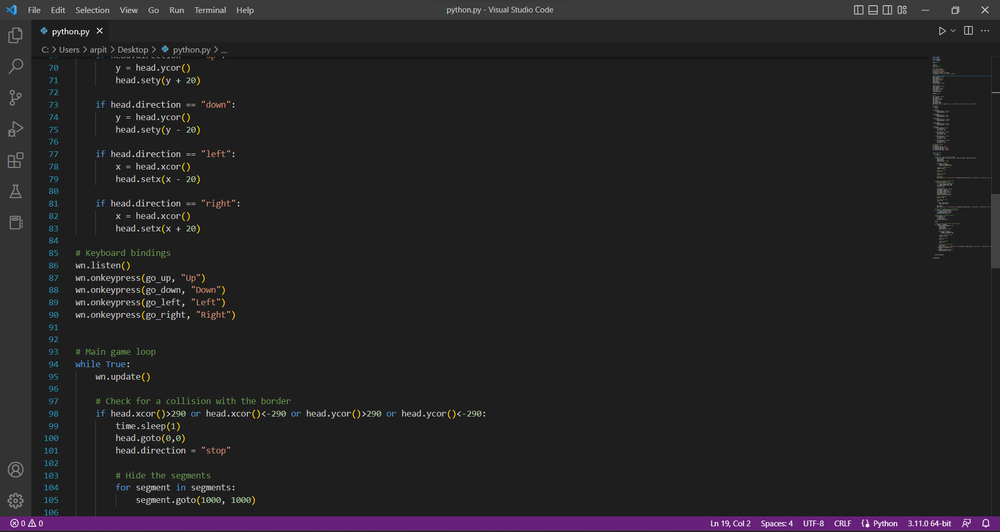 File Edit Selection View Go Run Terminal Help
python.py - Visual Studio Code
python.py
C: > Users > arpit > Desktop > python.py > ...
70 y = head.ycor()
71 head.sety(y + 20)
72
73 if head.direction == "down":
74 y = head.ycor()
75 head.sety(y - 20)
76
77 if head.direction == "left":
78 x = head.xcor()
79 head.setx(x - 20)
80
81 if head.direction == "right":
82 x = head.xcor()
83 head.setx(x + 20)
84
85 # Keyboard bindings
86 wn.listen()
87 wn.onkeypress(go_up, "Up")
88 wn.onkeypress(go_down, "Down")
89 wn.onkeypress(go_left, "Left")
90 wn.onkeypress(go_right, "Right")
91
92
93 # Main game loop
94 while True:
95 wn.update()
96
97 # Check for a collision with the border
98 if head.xcor()>290 or head.xcor()<-290 or head.ycor()>290 or head.ycor()<-290:
99 time.sleep(1)
100 head.goto(0,0)
101 head.direction = "stop"
102
103 # Hide the segments
104 for segment in segments:
105 segment.goto(1000, 1000)
106
0 0
Ln 19, Col 2 Spaces: 4 UTF-8 CRLF Python 3.11.0 64-bit